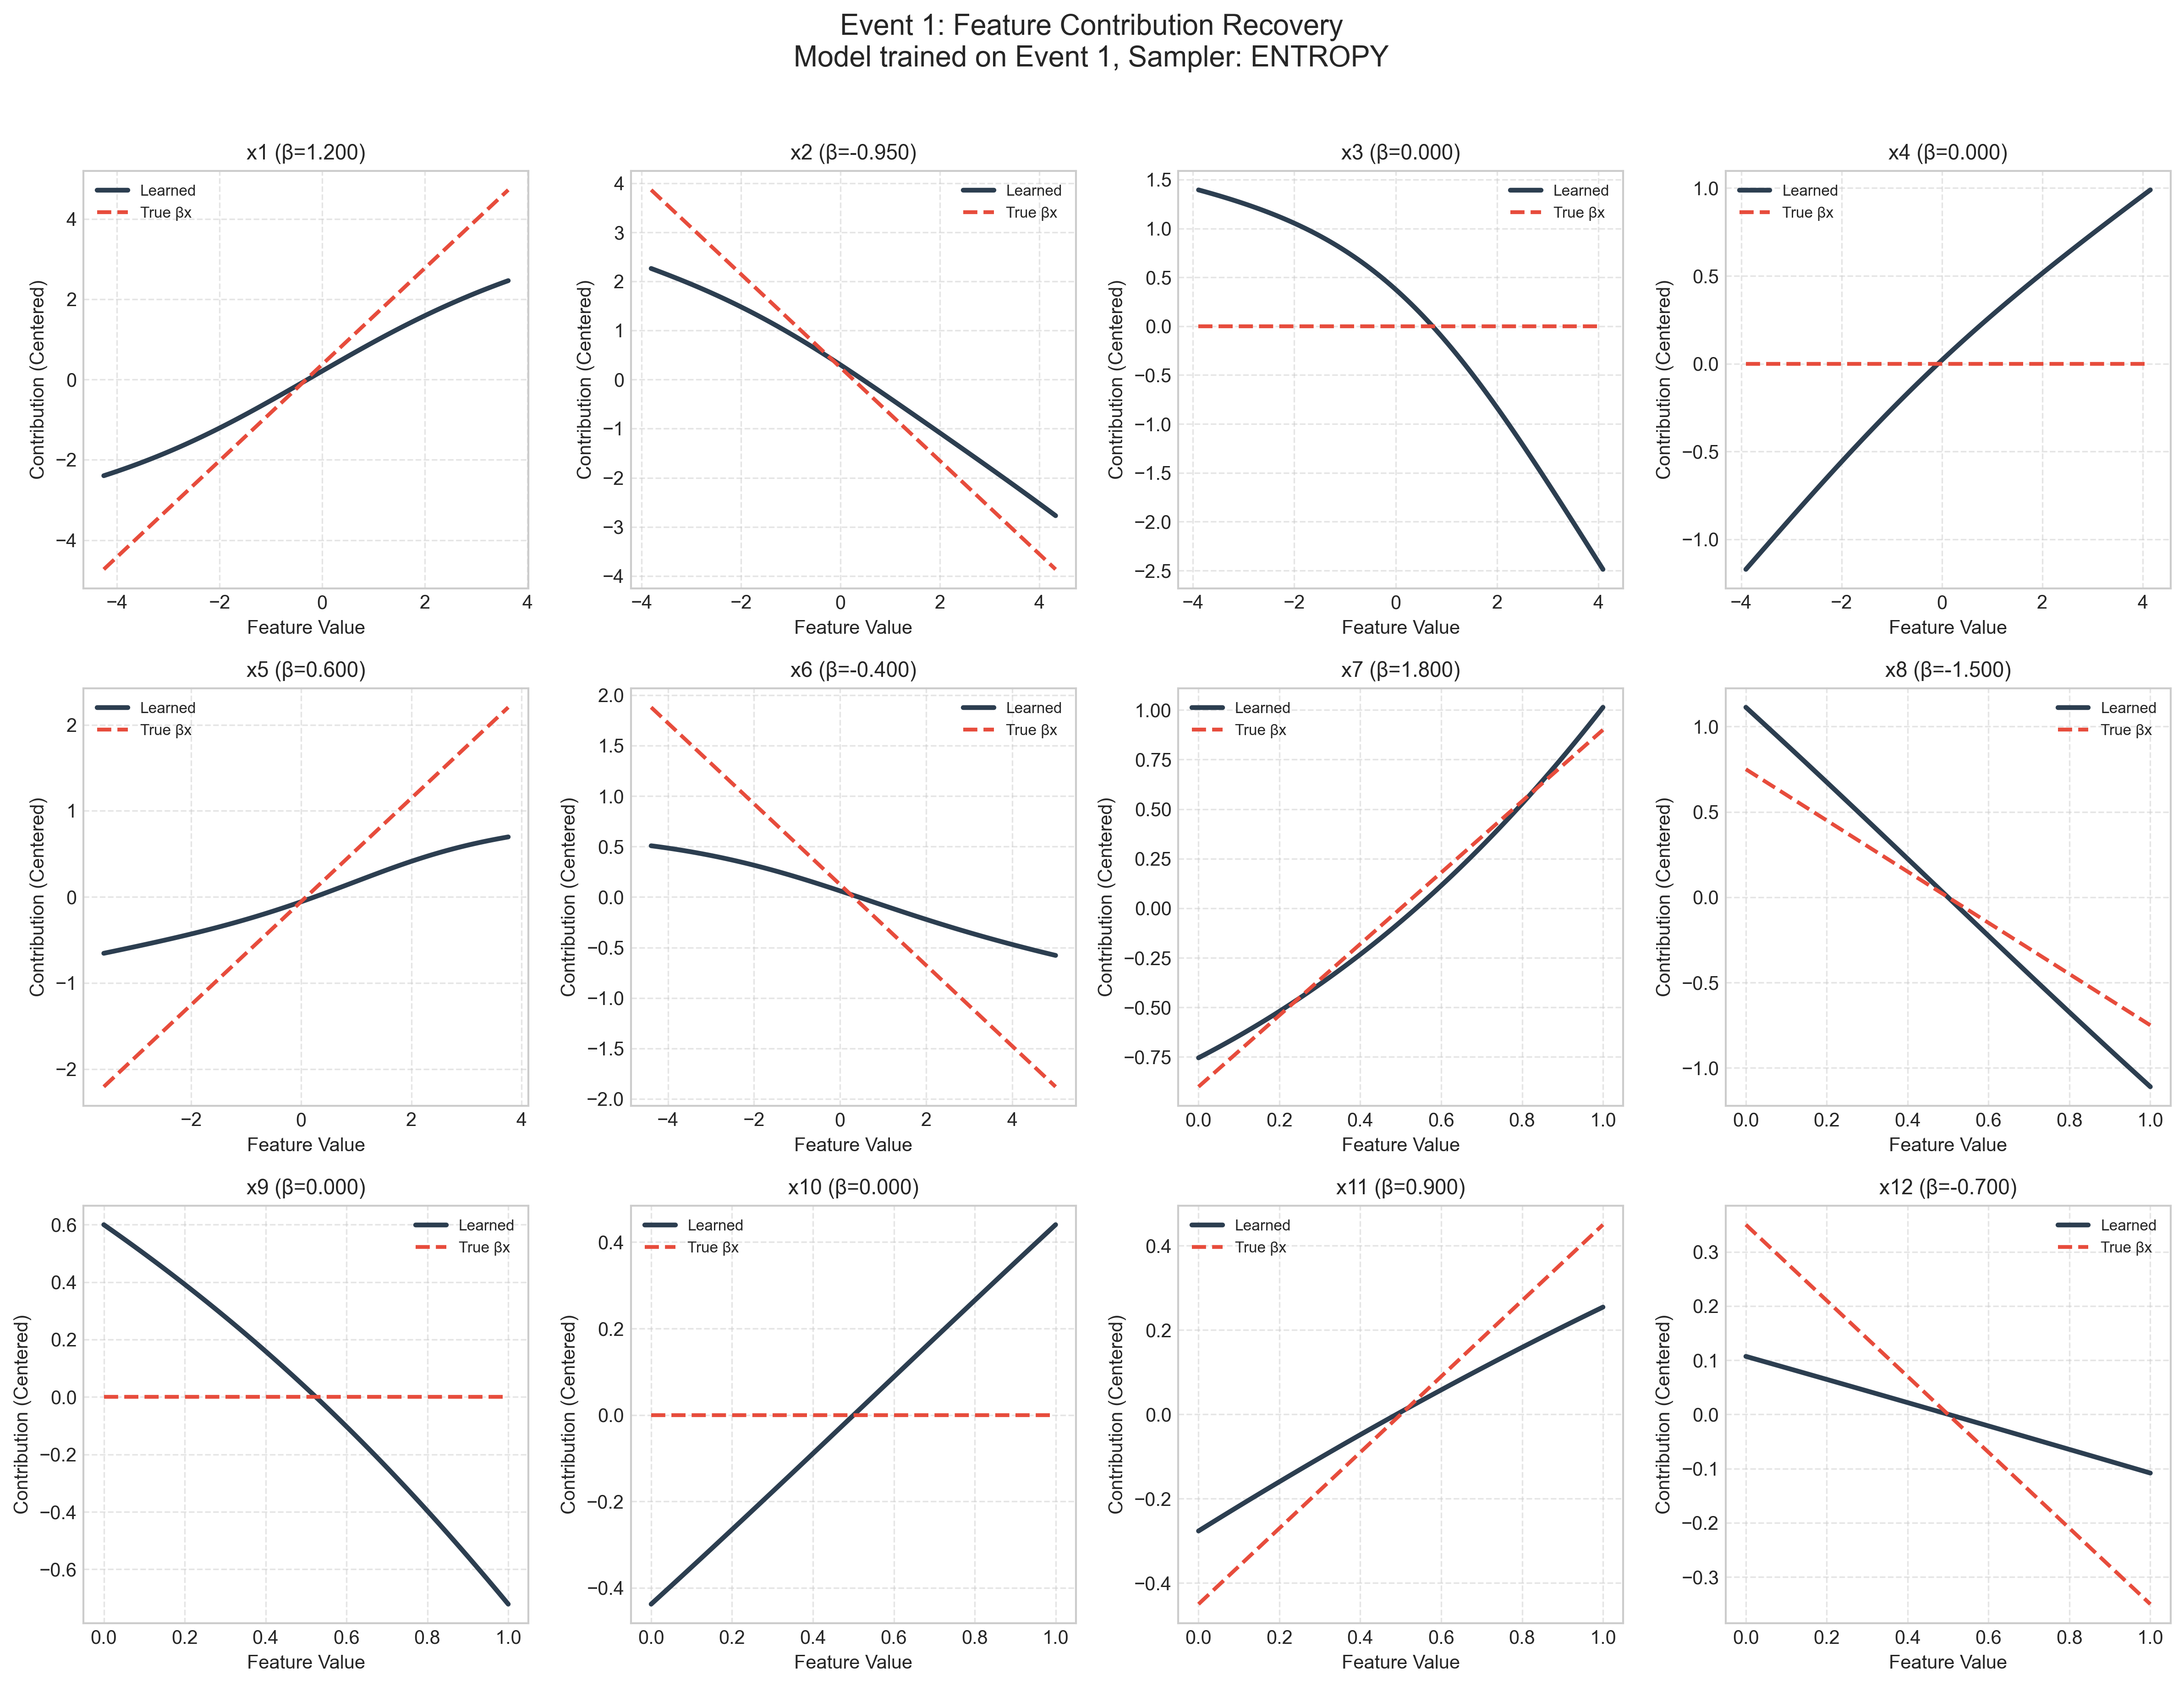 Event 1: Feature Contribution Recovery
Model trained on Event 1, Sampler: ENTROPY
x1 (β=1.200)
Learned
True βx
4
2
0
−2
−4
Contribution (Centered)
−4 −2 0 2 4
Feature Value
x2 (β=-0.950)
Learned
True βx
4
3
2
1
0
−1
−2
−3
−4
Contribution (Centered)
−4 −2 0 2 4
Feature Value
x3 (β=0.000)
Learned
True βx
1.5
1.0
0.5
0.0
−0.5
−1.0
−1.5
−2.0
−2.5
Contribution (Centered)
−4 −2 0 2 4
Feature Value
x4 (β=0.000)
Learned
True βx
1.0
0.5
0.0
−0.5
−1.0
Contribution (Centered)
−4 −2 0 2 4
Feature Value
x5 (β=0.600)
Learned
True βx
2
1
0
−1
−2
Contribution (Centered)
−2 0 2 4
Feature Value
x6 (β=-0.400)
Learned
True βx
2.0
1.5
1.0
0.5
0.0
−0.5
−1.0
−1.5
−2.0
Contribution (Centered)
−4 −2 0 2 4
Feature Value
x7 (β=1.800)
Learned
True βx
1.00
0.75
0.50
0.25
0.00
−0.25
−0.50
−0.75
Contribution (Centered)
0.0 0.2 0.4 0.6 0.8 1.0
Feature Value
x8 (β=-1.500)
Learned
True βx
1.0
0.5
0.0
−0.5
−1.0
Contribution (Centered)
0.0 0.2 0.4 0.6 0.8 1.0
Feature Value
x9 (β=0.000)
Learned
True βx
0.6
0.4
0.2
0.0
−0.2
−0.4
−0.6
Contribution (Centered)
0.0 0.2 0.4 0.6 0.8 1.0
Feature Value
x10 (β=0.000)
Learned
True βx
0.4
0.2
0.0
−0.2
−0.4
Contribution (Centered)
0.0 0.2 0.4 0.6 0.8 1.0
Feature Value
x11 (β=0.900)
Learned
True βx
0.4
0.2
0.0
−0.2
−0.4
Contribution (Centered)
0.0 0.2 0.4 0.6 0.8 1.0
Feature Value
x12 (β=-0.700)
Learned
True βx
0.3
0.2
0.1
0.0
−0.1
−0.2
−0.3
Contribution (Centered)
0.0 0.2 0.4 0.6 0.8 1.0
Feature Value